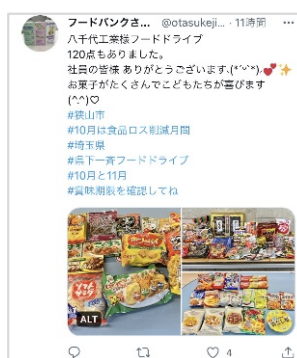 フードバンクさ... @otasukeji... · 11時間 ...
八千代工業様フードドライブ
120点もありました。
社員の皆様 ありがとうございます、(*˘︶˘*).｡💕✨
お菓子がたくさんでこどもたちが喜びます
(^.^)♡
#狭山市
#10月は食品ロス削減月間
#埼玉県
#県下一斉フードドライブ
#10月と11月
#賞味期限を確認してね
ALT
4